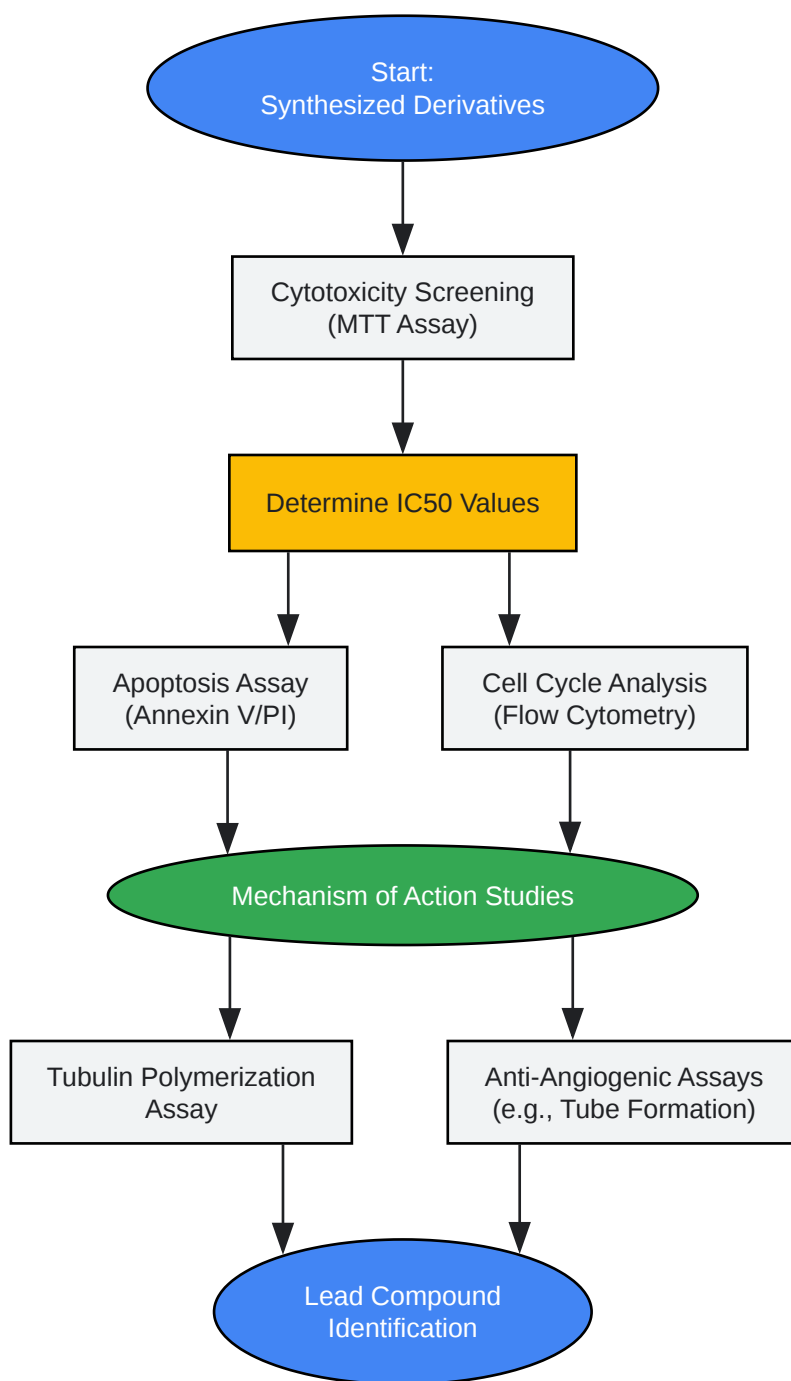 Start:
Synthesized Derivatives
Cytotoxicity Screening
(MTT Assay)
Determine IC50 Values
Apoptosis Assay
(Annexin V/PI)
Cell Cycle Analysis
(Flow Cytometry)
Mechanism of Action Studies
Tubulin Polymerization
Assay
Anti-Angiogenic Assays
(e.g., Tube Formation)
Lead Compound
Identification